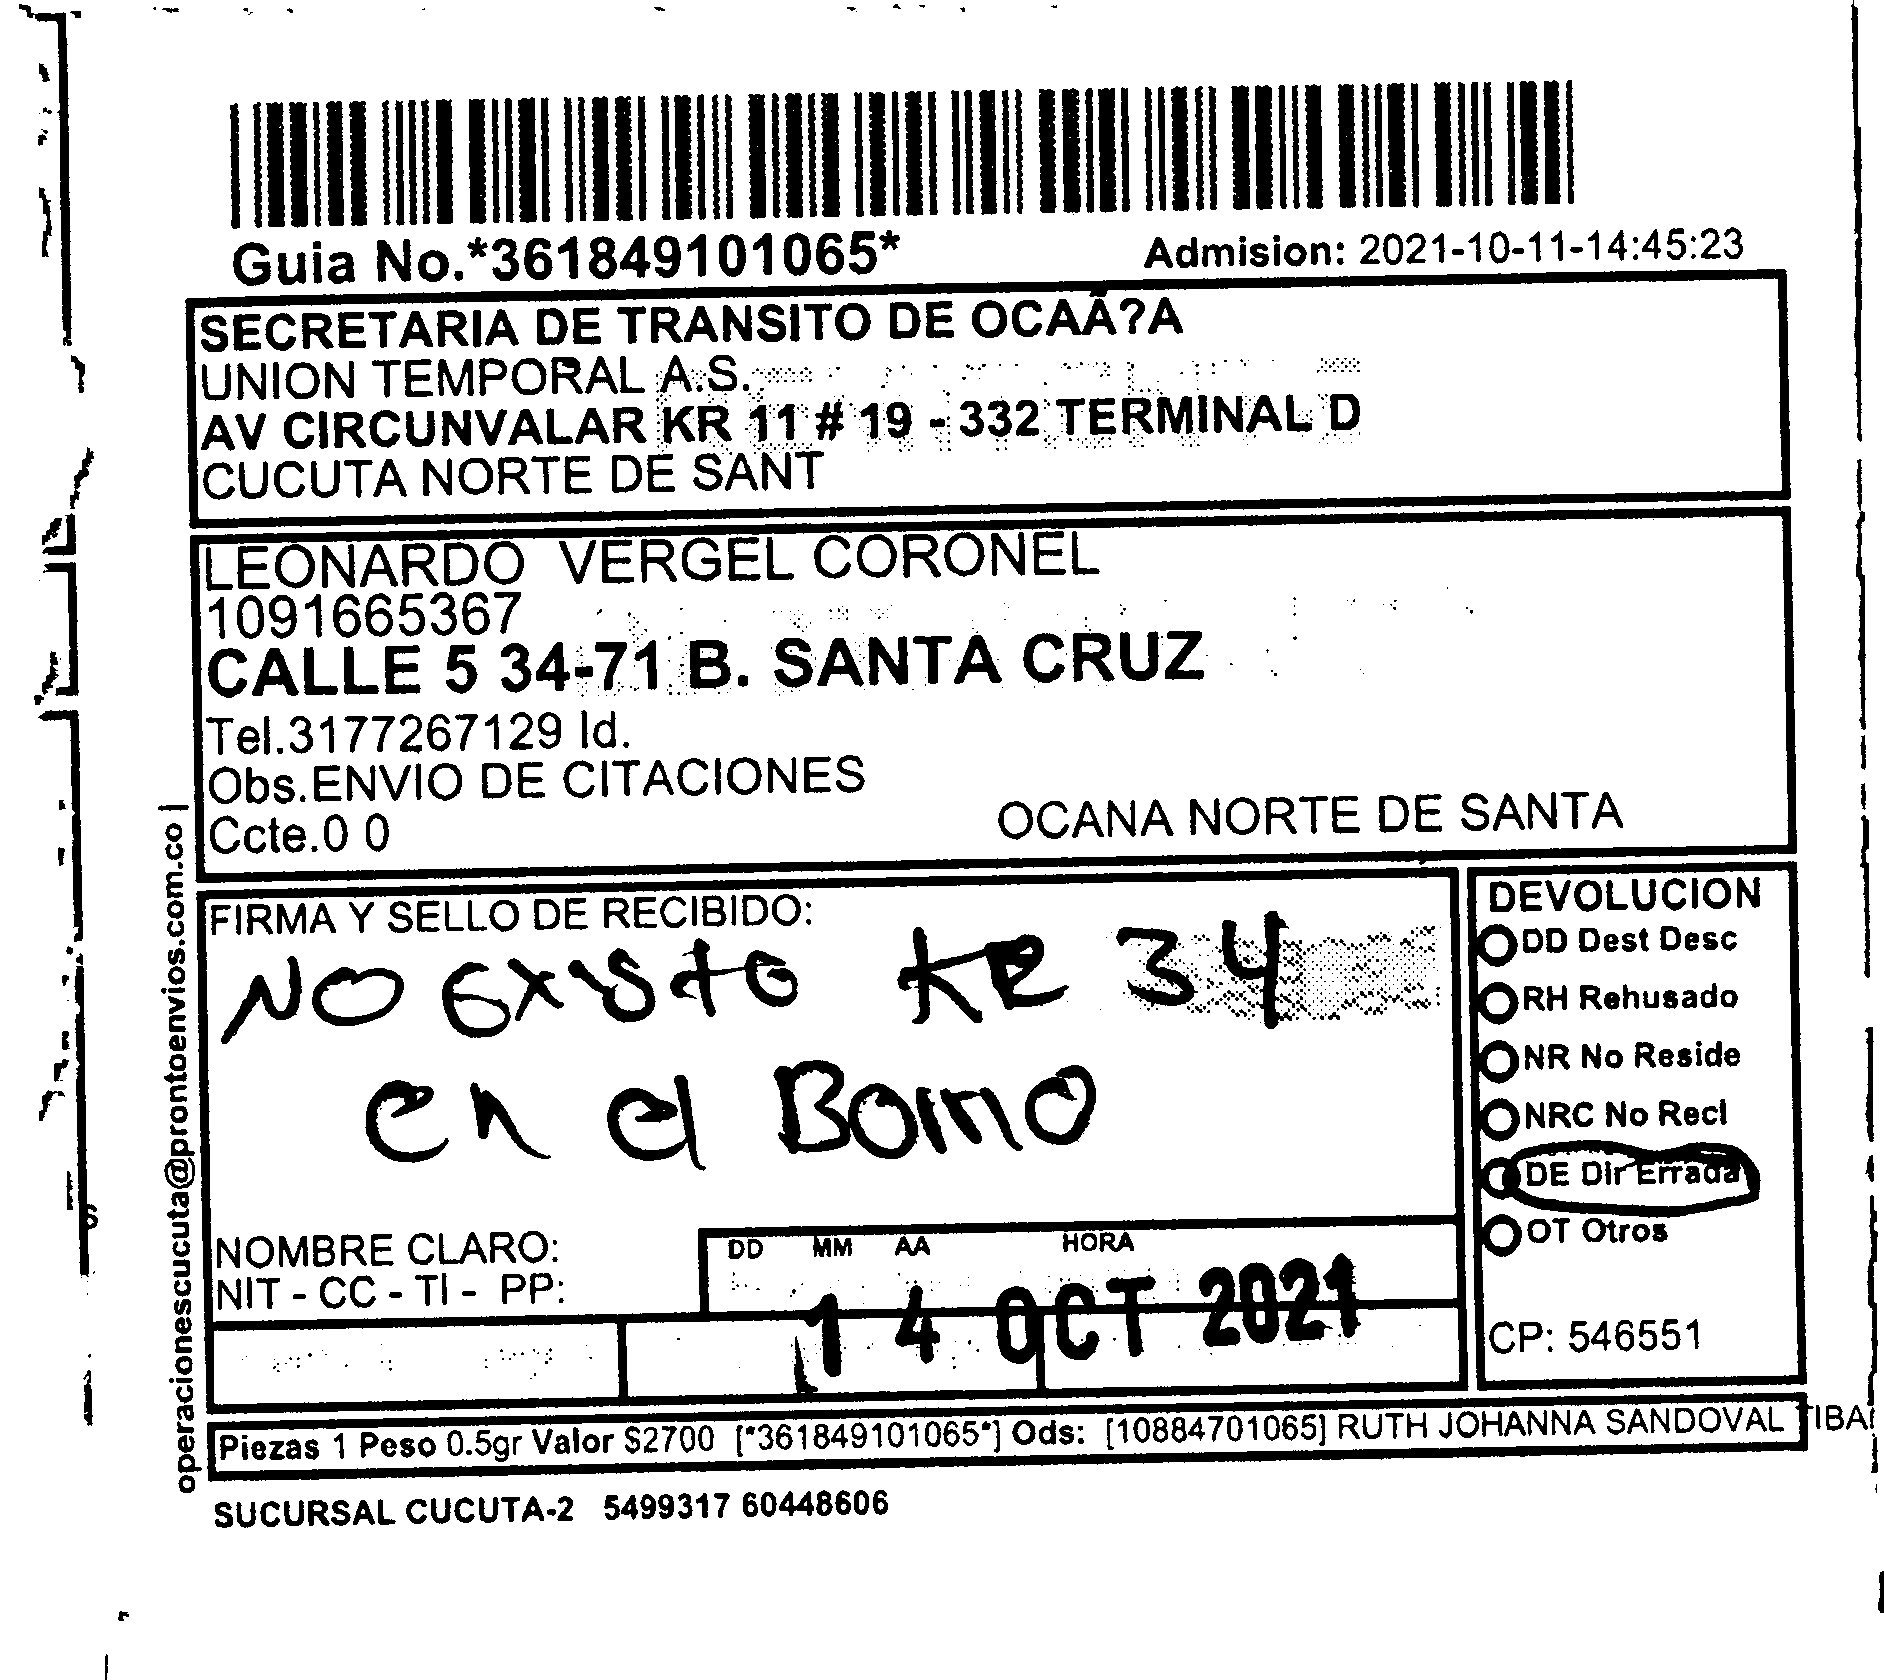 Guia No.*361849101065*
Admision: 2021-10-11-14:45:23
SECRETARIA DE TRANSITO DE OCAÃ?A
UNION TEMPORAL A.S.
AV CIRCUNVALAR KR 11 # 19 - 332 TERMINAL D
CUCUTA NORTE DE SANT
LEONARDO VERGEL CORONEL
1091665367
CALLE 5 34-71 B. SANTA CRUZ
Tel.3177267129 Id.
Obs.ENVIO DE CITACIONES
Ccte.0 0
OCANA NORTE DE SANTA
operacionescucuta@prontoenvios.com.co |
FIRMA Y SELLO DE RECIBIDO:
NO Existe KR 34
en el Barrio
NOMBRE CLARO:
NIT - CC - TI - PP:
DD MM AA HORA
14 OCT 2021
DEVOLUCION
DD Dest Desc
RH Rehusado
NR No Reside
NRC No Recl
DE Dir Errada
OT Otros
CP: 546551
Piezas 1 Peso 0.5gr Valor $2700 [*361849101065*] Ods: [10884701065] RUTH JOHANNA SANDOVAL TIBA
SUCURSAL CUCUTA-2 5499317 60448606